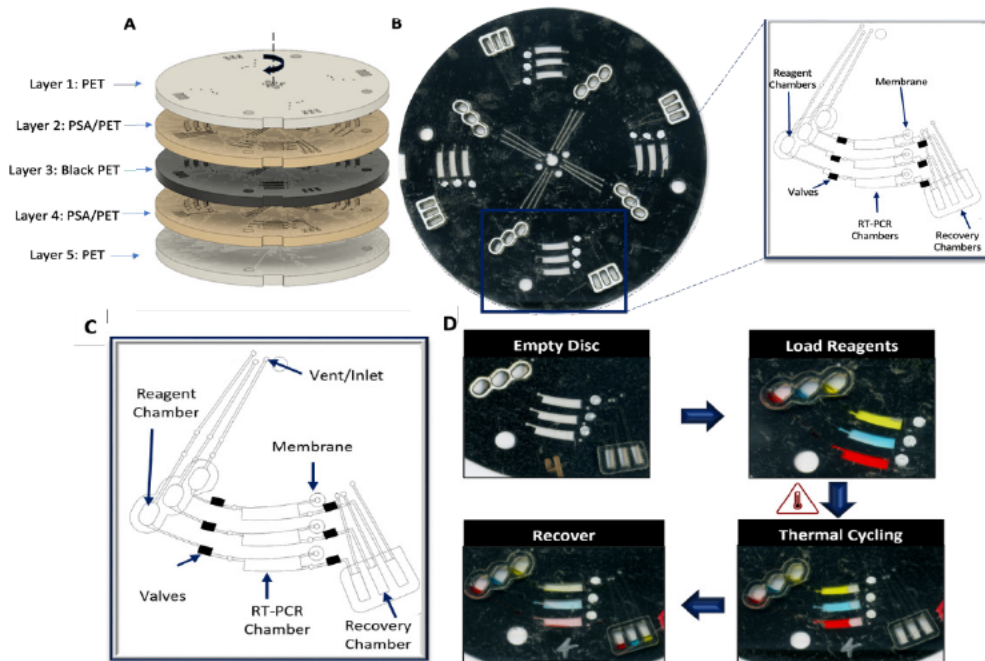 A
Layer 1: PET
Layer 2: PSA/PET
Layer 3: Black PET
Layer 4: PSA/PET
Layer 5: PET
B
Reagent
Chambers
Membrane
Valves
RT-PCR
Chambers
Recovery
Chambers
C
Vent/Inlet
Reagent
Chamber
Membrane
Valves
RT-PCR
Chamber
Recovery
Chamber
D
Empty Disc
Load Reagents
Recover
Thermal Cycling